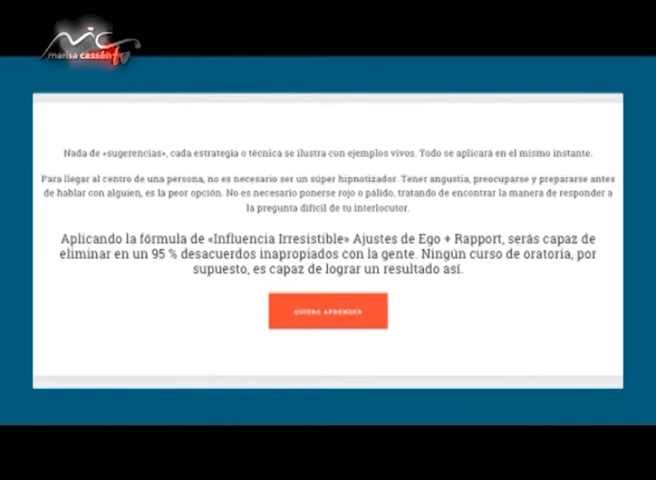 marisa cassén tv
Nada de «sugerencias», cada estrategia o técnica se ilustra con ejemplos vivos. Todo se aplicará en el mismo instante.
Para llegar al centro de una persona, no es necesario ser un súper hipnotizador. Tener angustia, preocuparse y prepararse antes
de hablar con alguien, es la peor opción. No es necesario ponerse rojo o pálido, tratando de encontrar la manera de responder a
la pregunta difícil de tu interlocutor.
Aplicando la fórmula de «Influencia Irresistible» Ajustes de Ego + Rapport, serás capaz de
eliminar en un 95 % desacuerdos inapropiados con la gente. Ningún curso de oratoria, por
supuesto, es capaz de lograr un resultado así.
QUIERO APRENDER